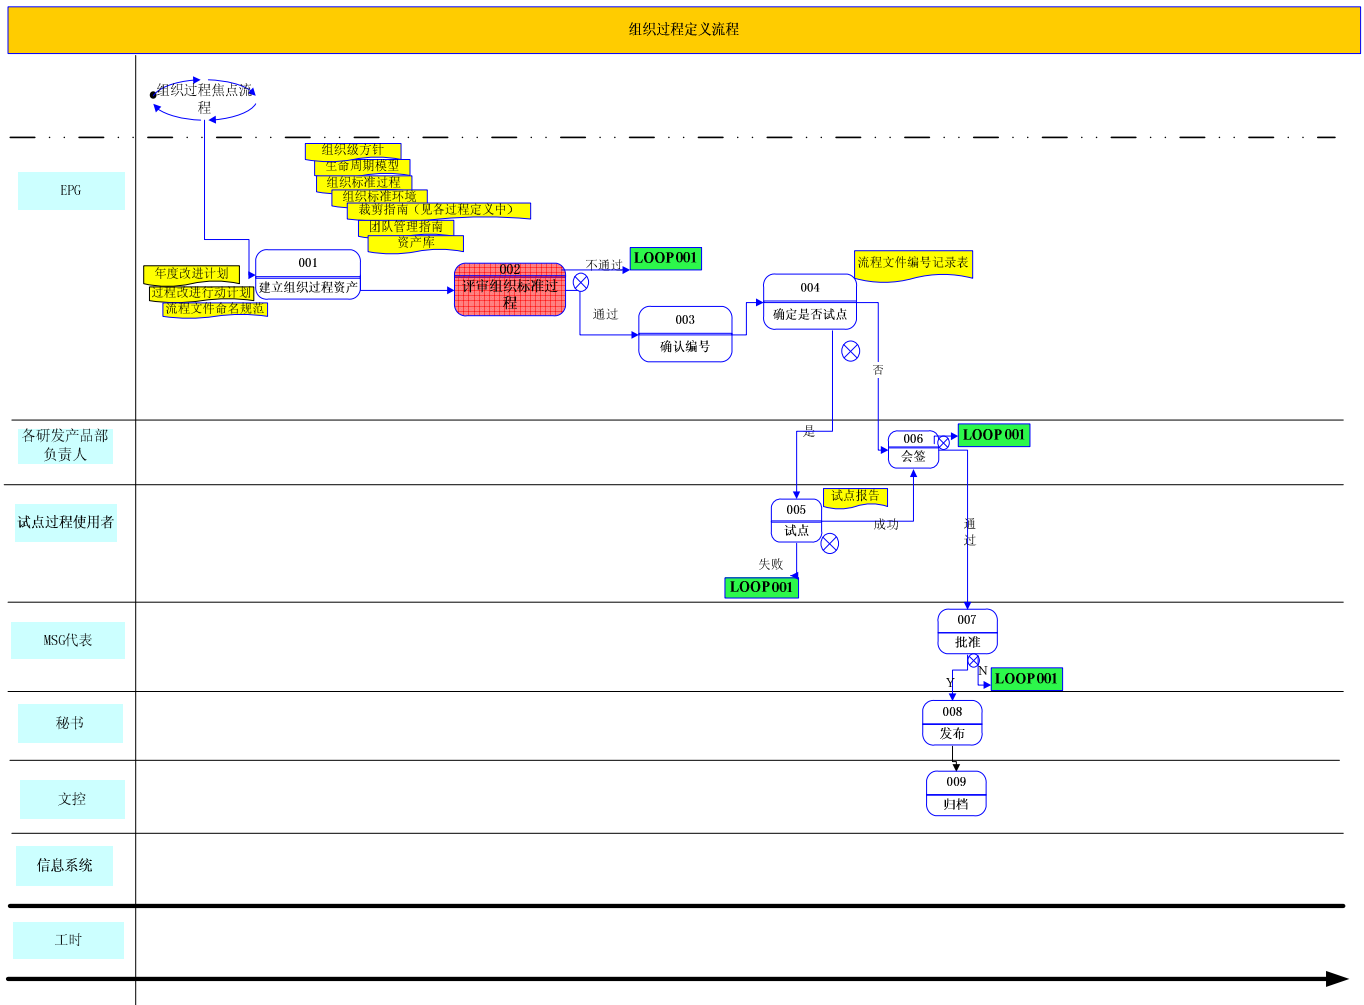 组织过程定义流程
组织过程焦点流
程
EPG
组织级方针
生命周期模型
组织标准过程
组织标准环境
裁剪指南（见各过程定义中）
团队管理指南
资产库
年度改进计划
过程改进行动计划
流程文件命名规范
001
建立组织过程资产
002
评审组织标准过
程
不通过
LOOP001
通过
003
确认编号
004
确定是否试点
流程文件编号记录表
否
是
各研发产品部
负责人
006
会签
LOOP001
试点过程使用者
005
试点
试点报告
成功
失败
LOOP001
通
过
MSG代表
007
批准
Y
N
LOOP001
秘书
008
发布
文控
009
归档
信息系统
工时